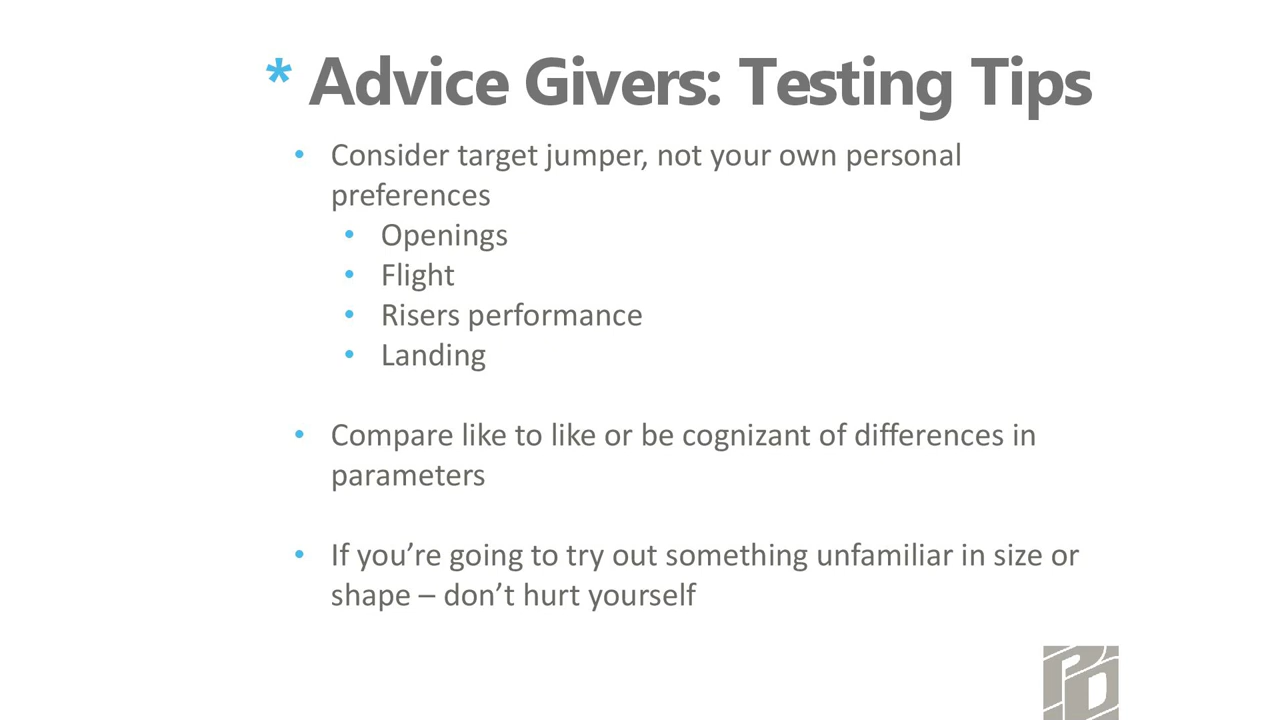 * Advice Givers: Testing Tips
• Consider target jumper, not your own personal
preferences
• Openings
• Flight
• Risers performance
• Landing
• Compare like to like or be cognizant of differences in
parameters
• If you’re going to try out something unfamiliar in size or
shape – don’t hurt yourself
PD